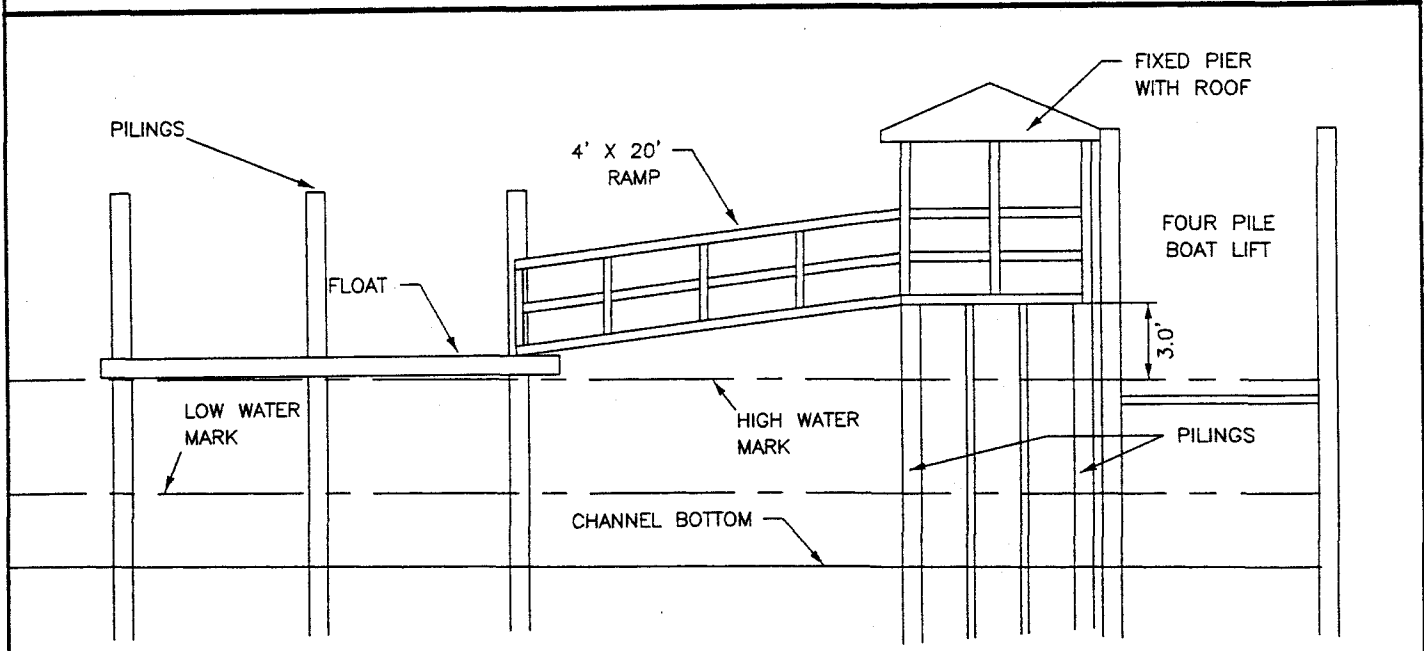 FIXED PIER
WITH ROOF
PILINGS
4' X 20'
RAMP
FOUR PILE
BOAT LIFT
FLOAT
3.0'
LOW WATER
MARK
HIGH WATER
MARK
PILINGS
CHANNEL BOTTOM